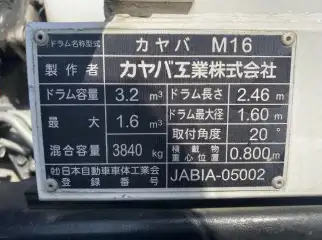 ドラム名称型式 カヤバ M16
製作者 カヤバ工業株式会社
ドラム容量 3.2 m³ ドラム長さ 2.46 m
最大 1.6 m³ ドラム最大径 1.60 m
混合容量 3840 kg 取付角度 20°
積載物重心位置 0.800 m
㈳日本自動車車体工業会 登録番号 JABIA-05002